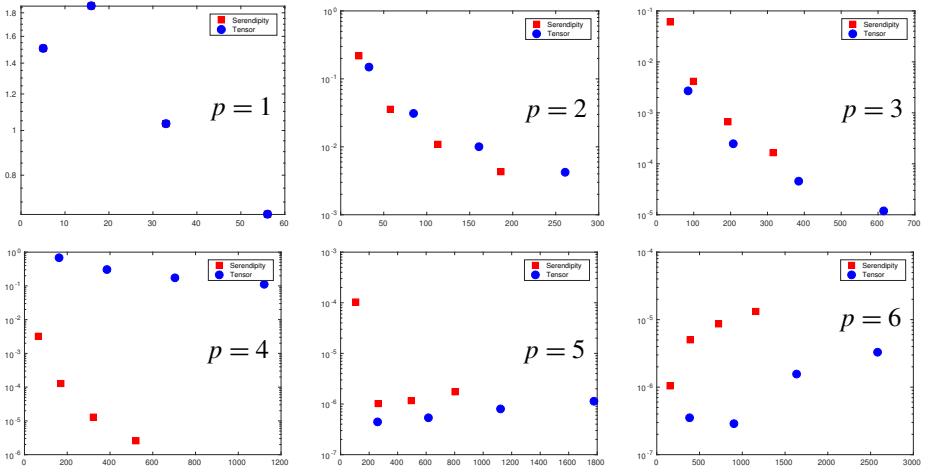 1.8
1.6
1.4
1.2
1
0.8
0 10 20 30 40 50 60
Serendipity
Tensor
p = 1
10^0
10^-1
10^-2
10^-3
0 50 100 150 200 250 300
Serendipity
Tensor
p = 2
10^-1
10^-2
10^-3
10^-4
10^-5
0 100 200 300 400 500 600 700
Serendipity
Tensor
p = 3
10^0
10^-1
10^-2
10^-3
10^-4
10^-5
10^-6
0 200 400 600 800 1000 1200
Serendipity
Tensor
p = 4
10^-3
10^-4
10^-5
10^-6
10^-7
0 200 400 600 800 1000 1200 1400 1600 1800
Serendipity
Tensor
p = 5
10^-4
10^-5
10^-6
10^-7
0 500 1000 1500 2000 2500 3000
Serendipity
Tensor
p = 6